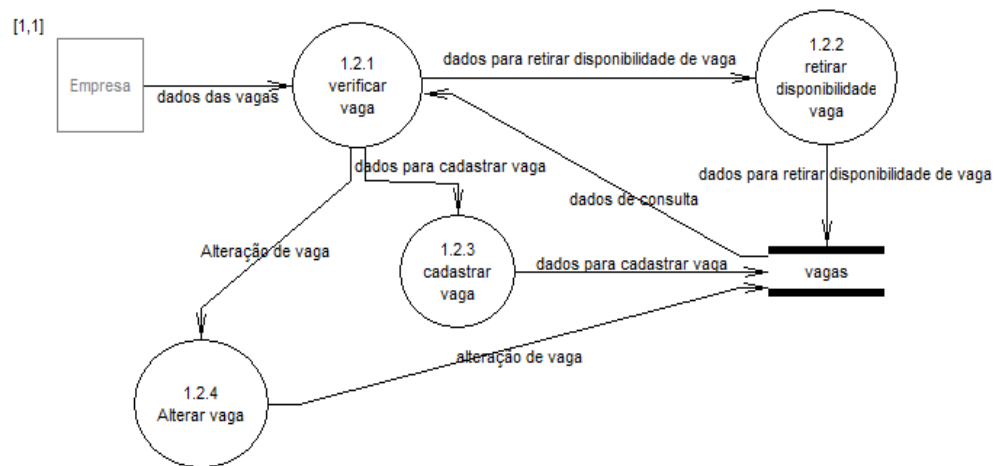 [1,1]
Empresa
dados das vagas
1.2.1
verificar
vaga
dados para retirar disponibilidade de vaga
1.2.2
retirar
disponibilidade
vaga
dados para cadastrar vaga
dados para retirar disponibilidade de vaga
dados de consulta
Alteração de vaga
1.2.3
cadastrar
vaga
dados para cadastrar vaga
vagas
alteração de vaga
1.2.4
Alterar vaga